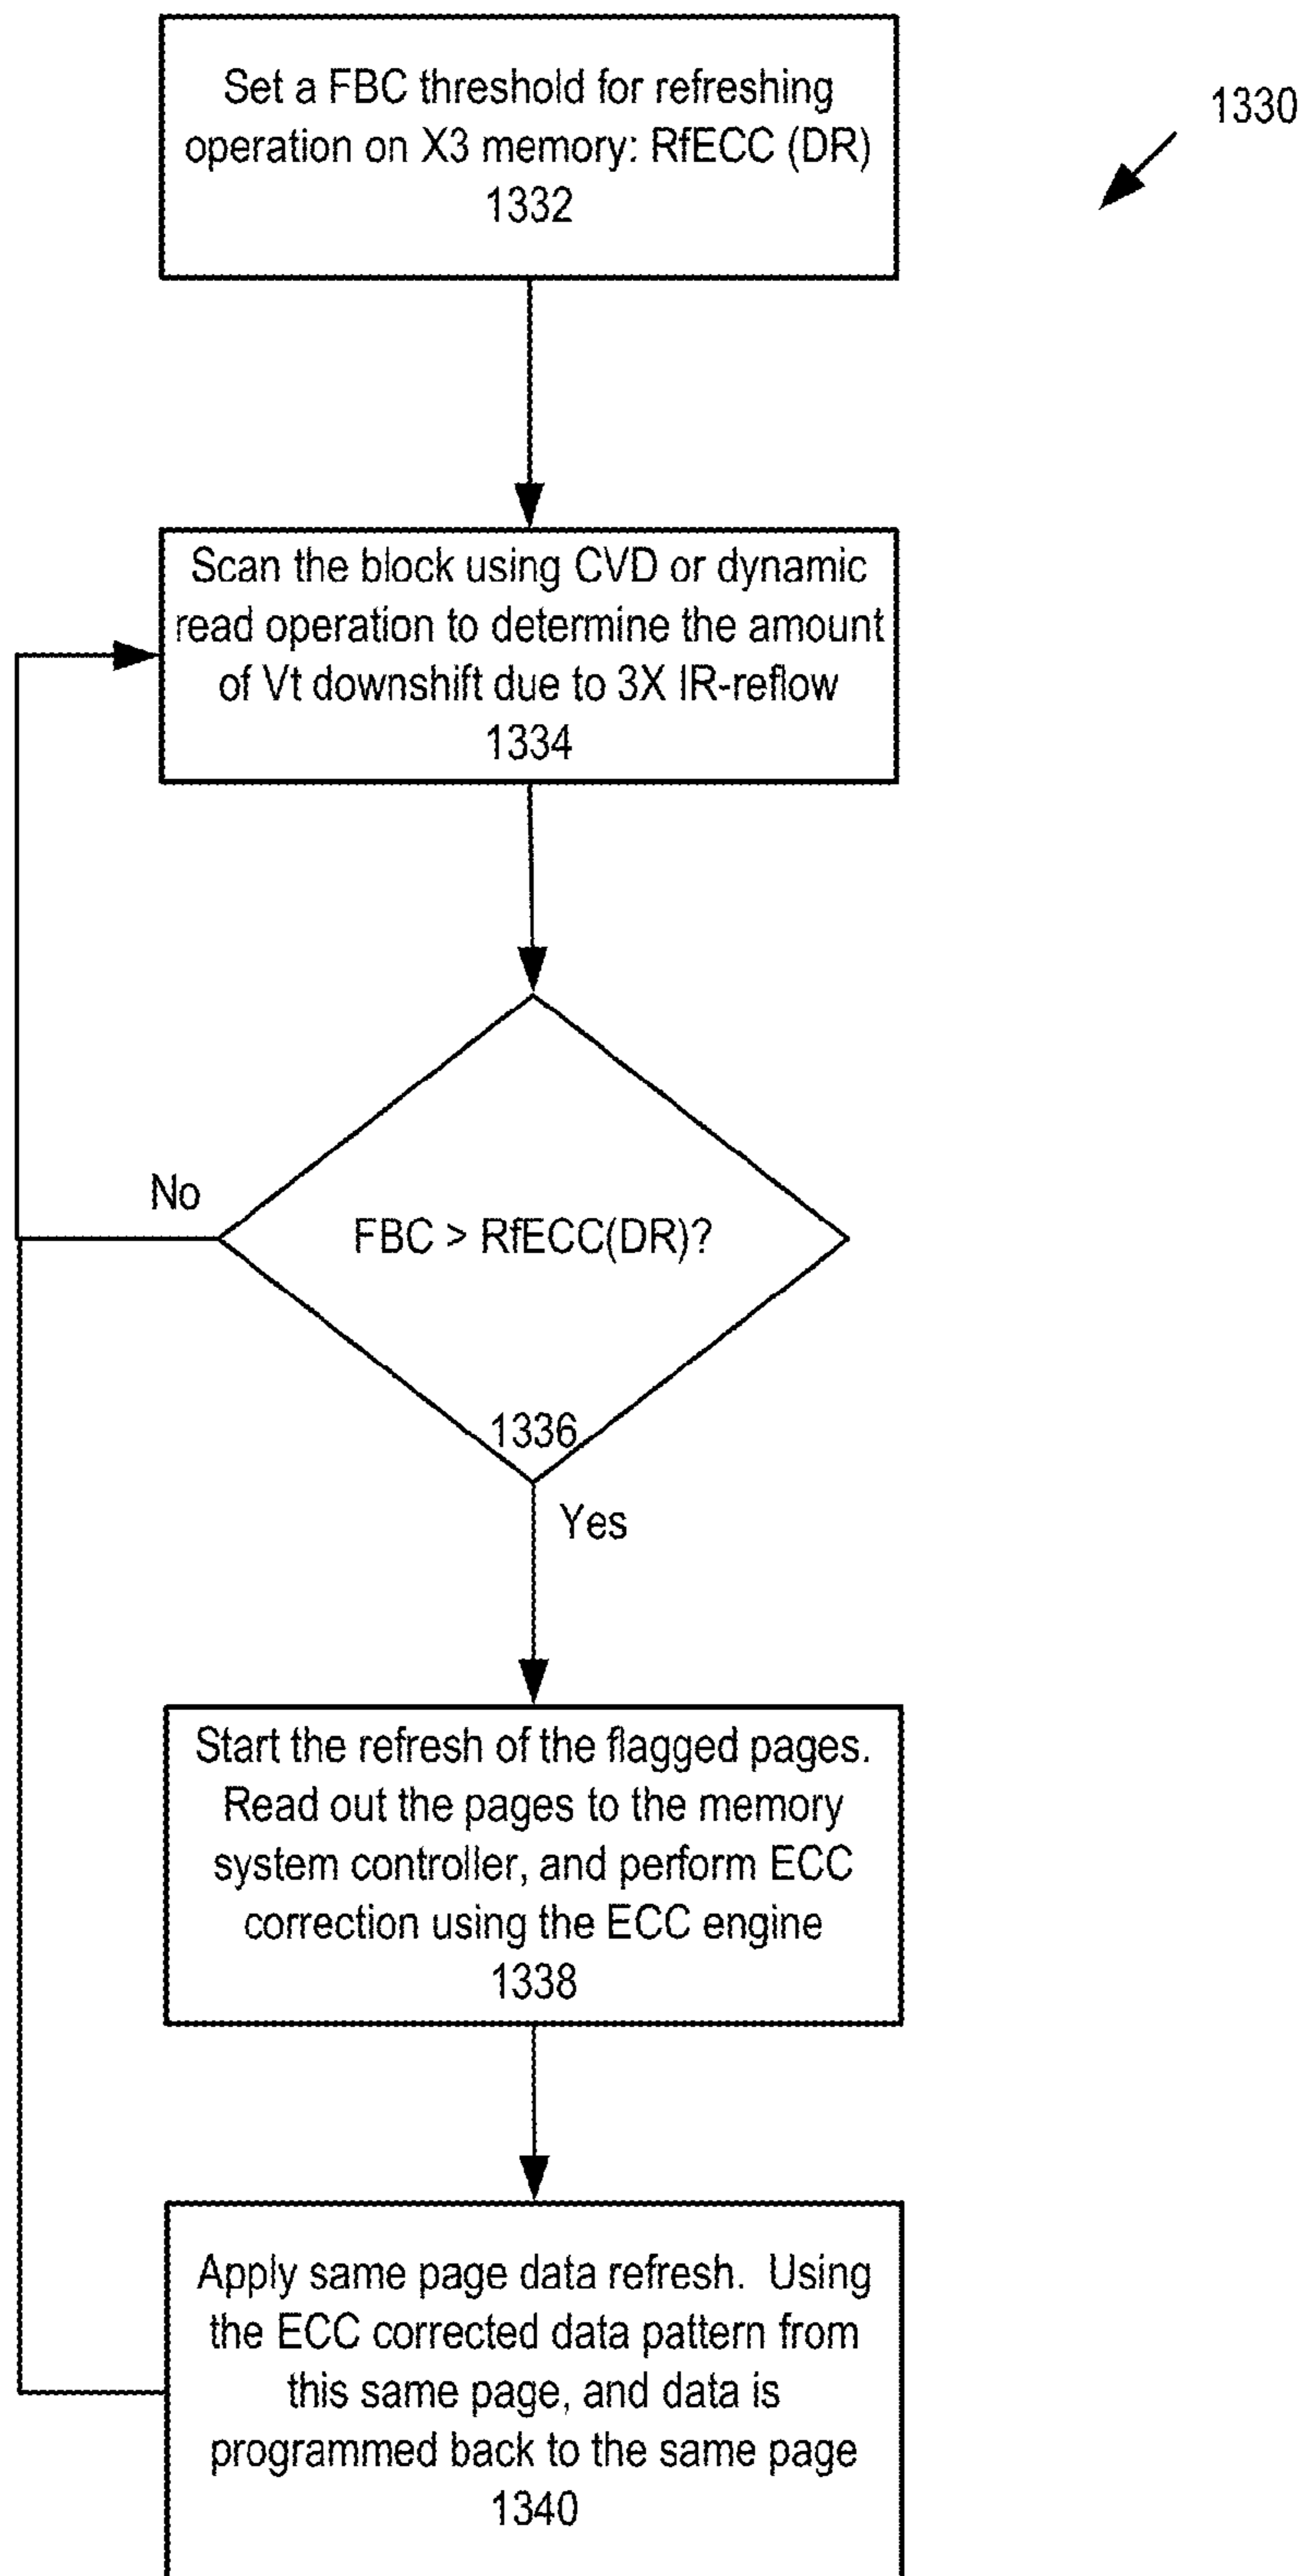 Set a FBC threshold for refreshing
operation on X3 memory: RfECC (DR)
1332
1330
Scan the block using CVD or dynamic
read operation to determine the amount
of Vt downshift due to 3X IR-reflow
1334
No
FBC > RfECC(DR)?
1336
Yes
Start the refresh of the flagged pages.
Read out the pages to the memory
system controller, and perform ECC
correction using the ECC engine
1338
Apply same page data refresh. Using
the ECC corrected data pattern from
this same page, and data is
programmed back to the same page
1340